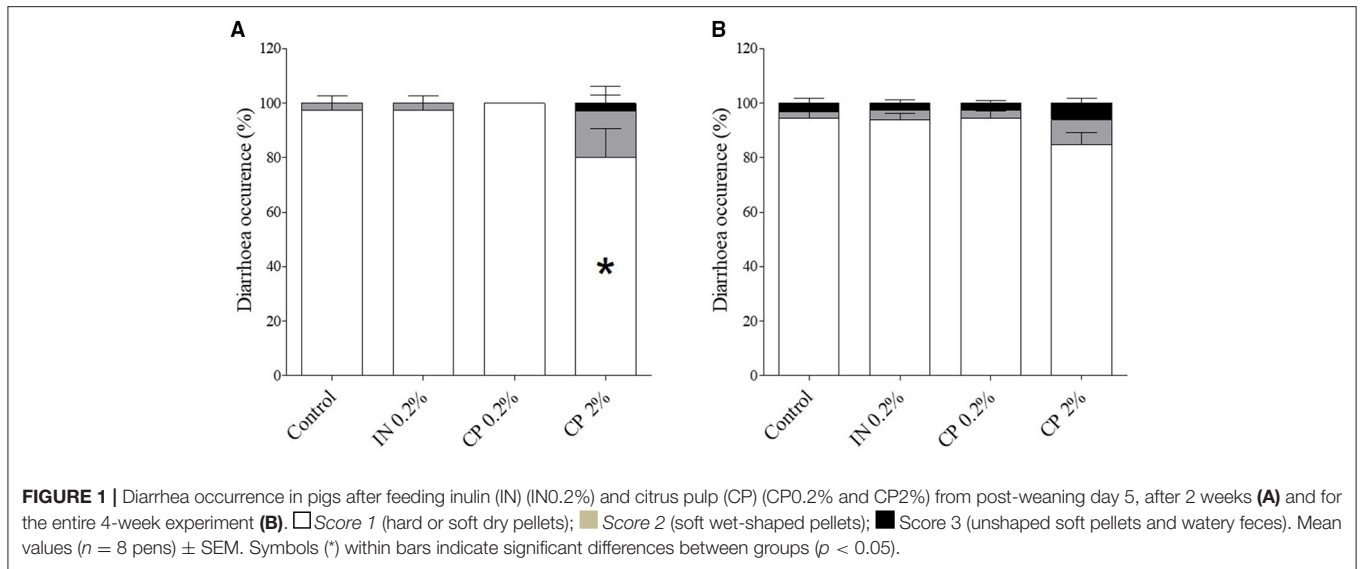 A
120
100
80
60
40
20
0
Diarrhoea occurence (%)
*
Control
IN 0.2%
CP 0.2%
CP 2%
B
120
100
80
60
40
20
0
Diarrhoea occurence (%)
Control
IN 0.2%
CP 0.2%
CP 2%
FIGURE 1 | Diarrhea occurrence in pigs after feeding inulin (IN) (IN0.2%) and citrus pulp (CP) (CP0.2% and CP2%) from post-weaning day 5, after 2 weeks (A) and for
the entire 4-week experiment (B). Score 1 (hard or soft dry pellets); Score 2 (soft wet-shaped pellets); Score 3 (unshaped soft pellets and watery feces). Mean
values (n = 8 pens) ± SEM. Symbols (*) within bars indicate significant differences between groups (p < 0.05).